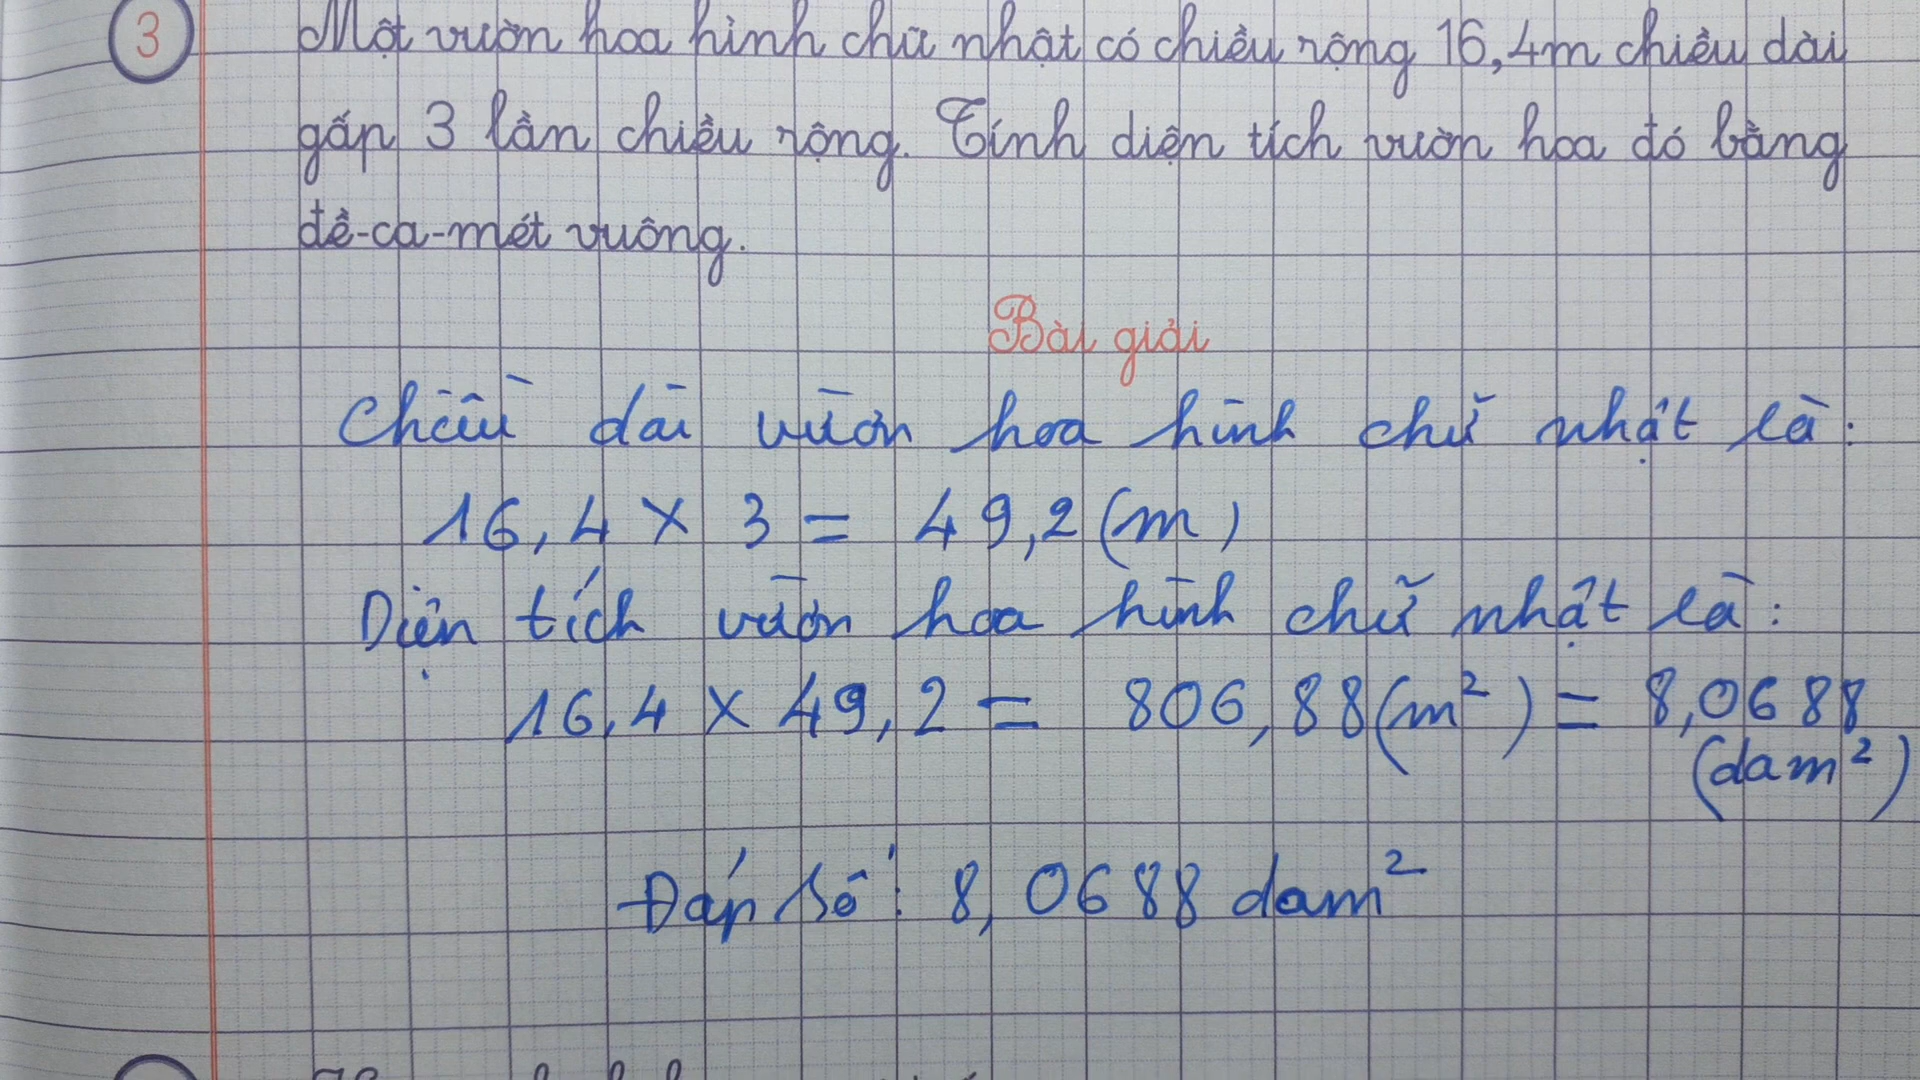 3 Một vườn hoa hình chữ nhật có chiều rộng 16,4m chiều dài
gấp 3 lần chiều rộng. Tính diện tích vườn hoa đó bằng
đề-ca-mét vuông.
Bài giải
Chiều dài vườn hoa hình chữ nhật là:
16,4 × 3 = 49,2 (m)
Diện tích vườn hoa hình chữ nhật là:
16,4 × 49,2 = 806,88 (m²) = 8,0688
(dam²)
Đáp số: 8,0688 dam²